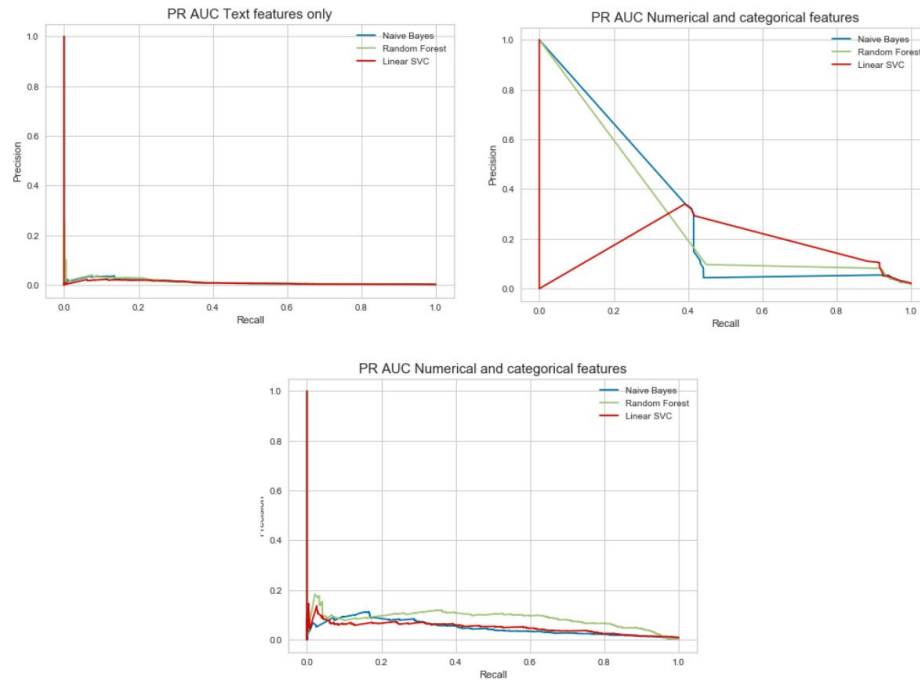 PR AUC Text features only
1.0
0.8
0.6
0.4
0.2
0.0
Precision
Naive Bayes
Random Forest
Linear SVC
0.0 0.2 0.4 0.6 0.8 1.0
Recall
PR AUC Numerical and categorical features
1.0
0.8
0.6
0.4
0.2
0.0
Precision
Naive Bayes
Random Forest
Linear SVC
0.0 0.2 0.4 0.6 0.8 1.0
Recall
PR AUC Numerical and categorical features
1.0
0.8
0.6
0.4
0.2
0.0
Precision
Naive Bayes
Random Forest
Linear SVC
0.0 0.2 0.4 0.6 0.8 1.0
Recall